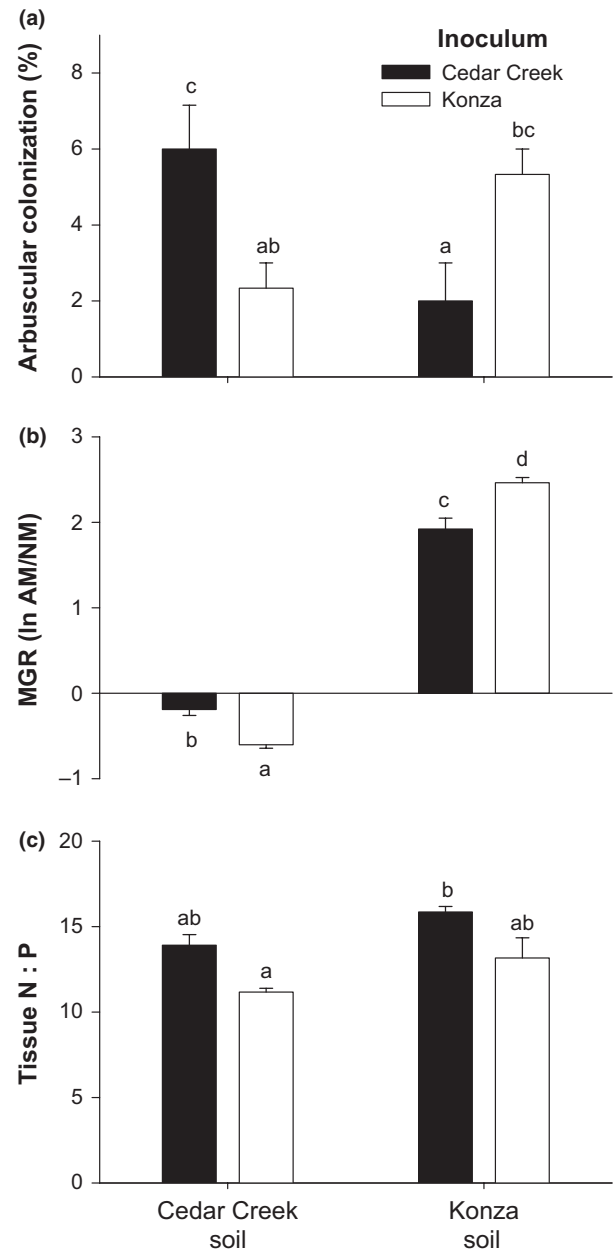 (a)
Arbuscular colonization (%)
8
6
4
2
0
Inoculum
Cedar Creek
Konza
c
ab
a
bc
(b)
MGR (ln AM/NM)
3
2
1
0
–1
b
a
c
d
(c)
Tissue N : P
20
15
10
5
0
ab
a
b
ab
Cedar Creek
soil
Konza
soil